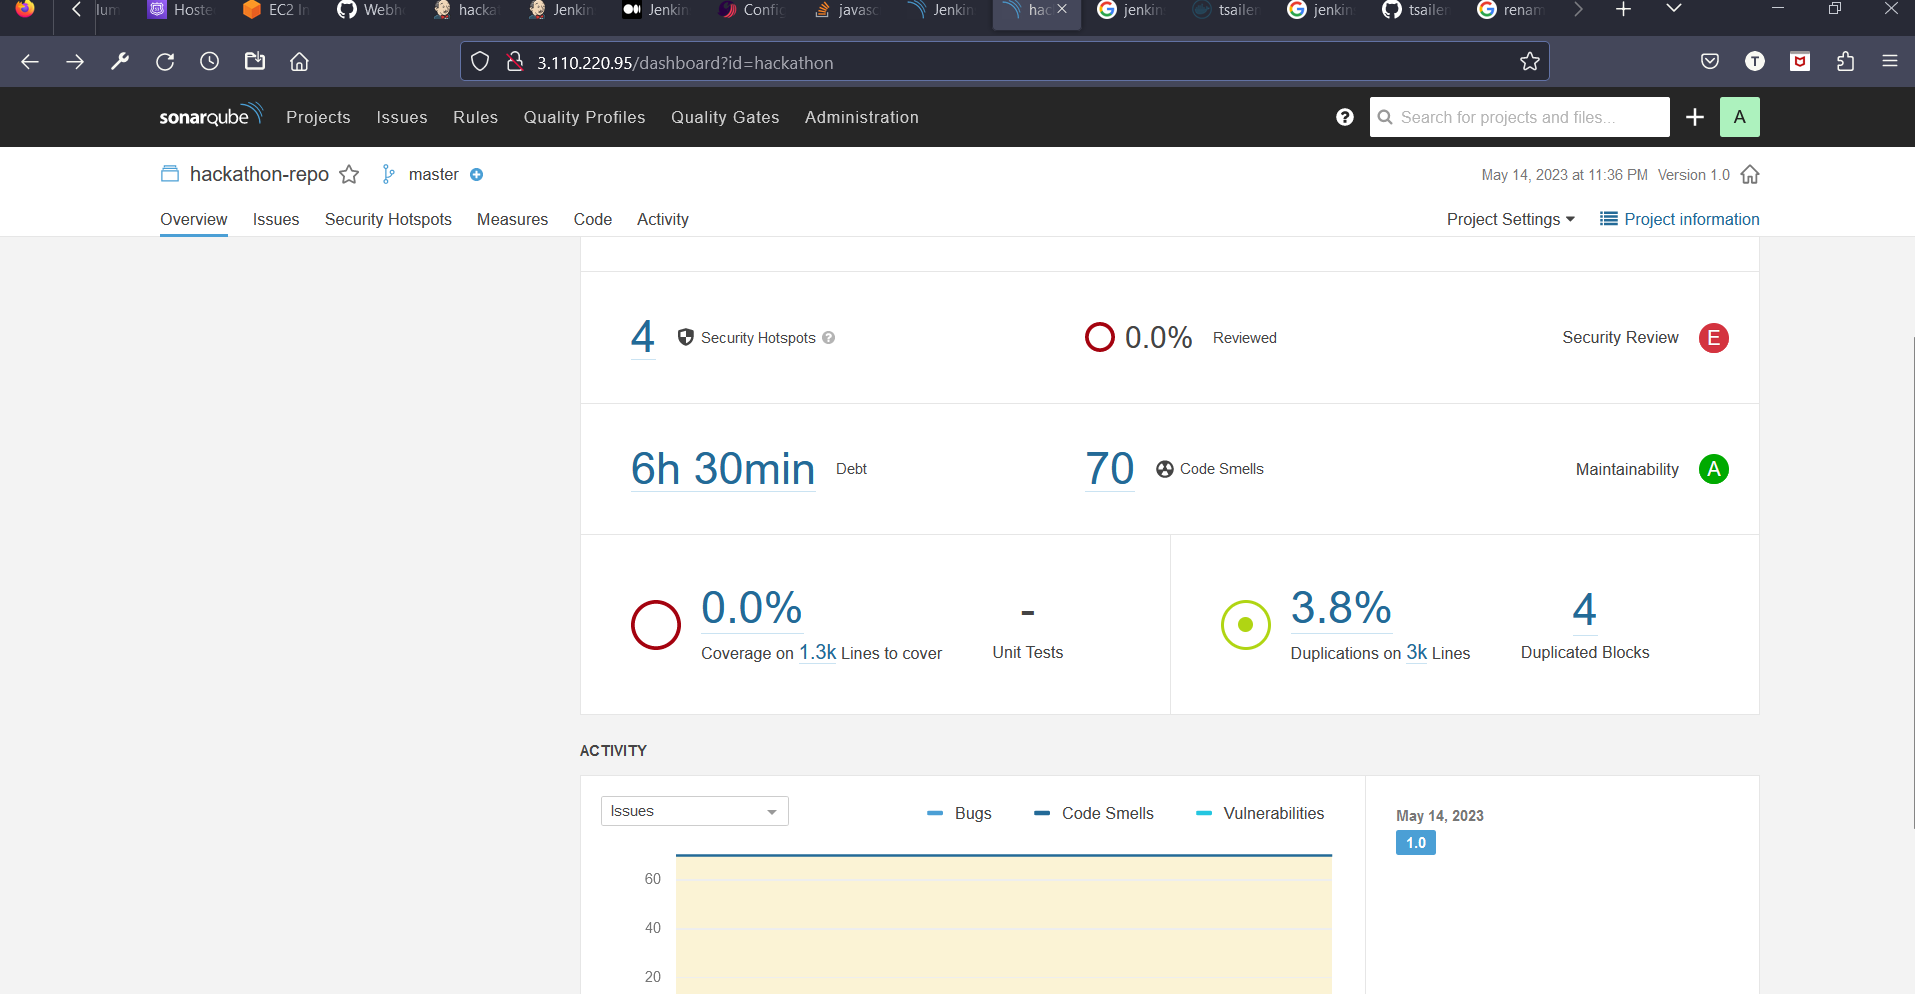 lum Hoste EC2 In Webh hackat Jenkin Jenkin Config javasc Jenkin hac jenkin tsailer jenkin tsailer renam
3.110.220.95/dashboard?id=hackathon T
sonarqube Projects Issues Rules Quality Profiles Quality Gates Administration ? Search for projects and files... A
hackathon-repo master May 14, 2023 at 11:36 PM Version 1.0
Overview Issues Security Hotspots Measures Code Activity Project Settings Project information
4 Security Hotspots ? 0.0% Reviewed Security Review E
6h 30min Debt 70 Code Smells Maintainability A
0.0% - 3.8% 4
Coverage on 1.3k Lines to cover Unit Tests Duplications on 3k Lines Duplicated Blocks
ACTIVITY
Issues Bugs Code Smells Vulnerabilities May 14, 2023
1.0
60
40
20